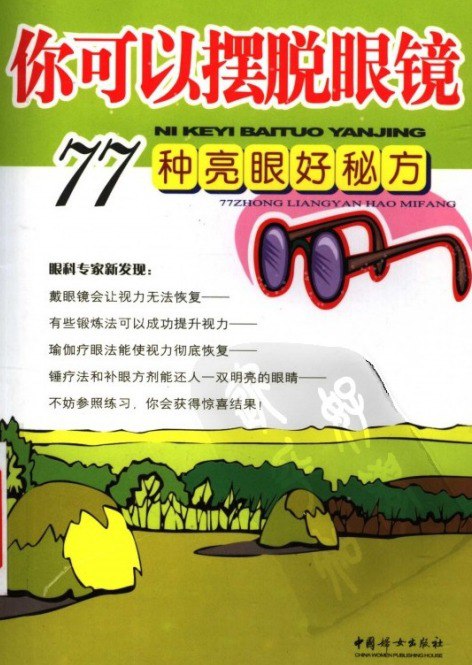 你可以摆脱眼镜
NI KEYI BAITUO YANJING
77种亮眼好秘方
77ZHONG LIANGYAN HAO MIFANG
眼科专家新发现：
戴眼镜会让视力无法恢复——
有些锻炼法可以成功提升视力——
瑜伽疗眼法能使视力彻底恢复——
锤疗法和补眼方剂能还人一双明亮的眼睛——
不妨参照练习，你会获得惊喜结果！
中国妇女出版社
CHINA WOMEN PUBLISHING HOUSE